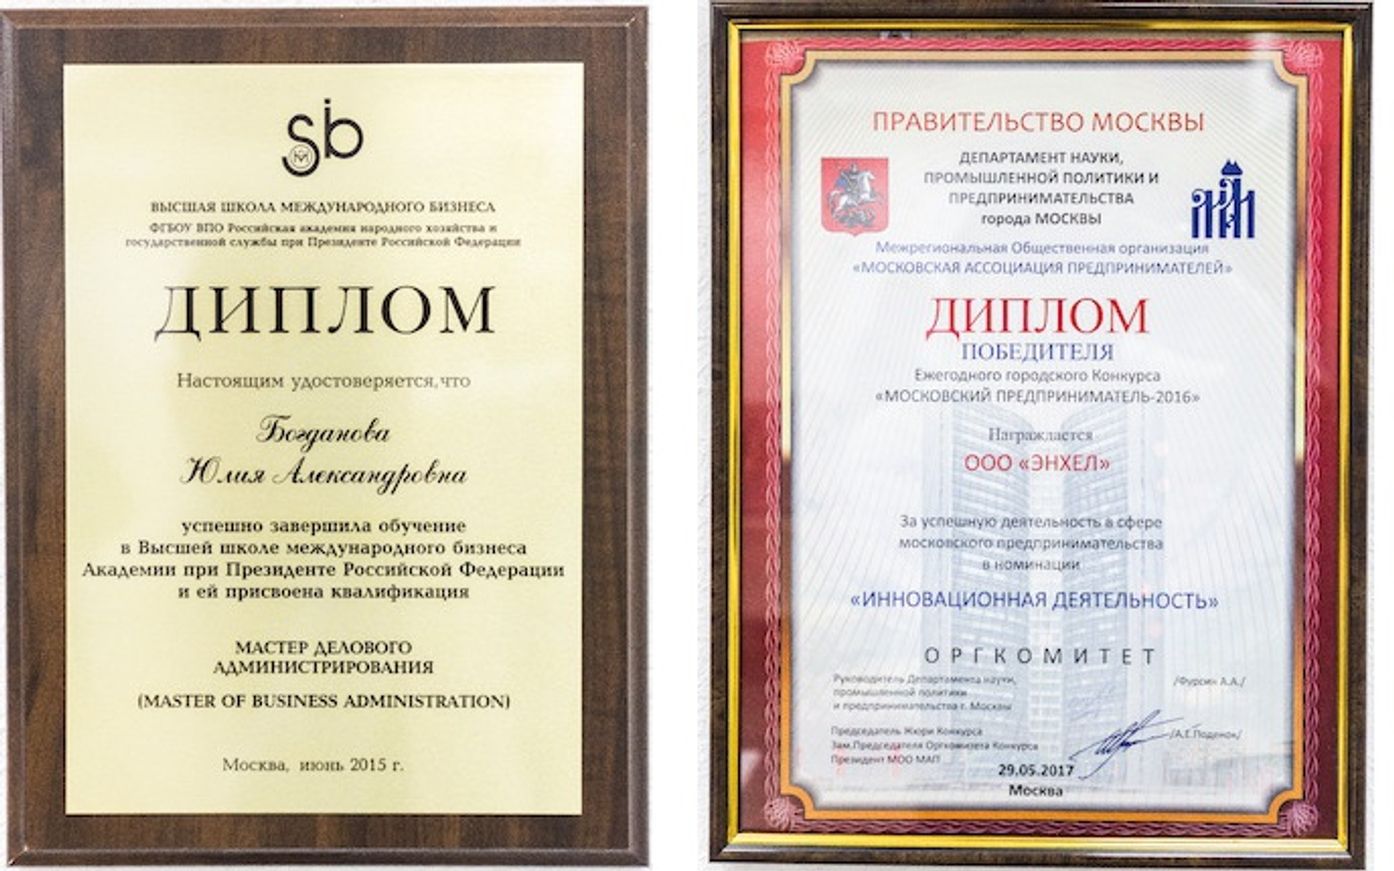 sib
ВЫСШАЯ ШКОЛА МЕЖДУНАРОДНОГО БИЗНЕСА
ФГБОУ ВПО Российская академия народного хозяйства и
государственной службы при Президенте Российской Федерации
ДИПЛОМ
Настоящим удостоверяется,что
Богданова
Юлия Александровна
успешно завершила обучение
в Высшей школе международного бизнеса
Академии при Президенте Российской Федерации
и ей присвоена квалификация
МАСТЕР ДЕЛОВОГО
АДМИНИСТРИРОВАНИЯ
(MASTER OF BUSINESS ADMINISTRATION)
Москва, июнь 2015 г.
ПРАВИТЕЛЬСТВО МОСКВЫ
ДЕПАРТАМЕНТ НАУКИ,
ПРОМЫШЛЕННОЙ ПОЛИТИКИ И
ПРЕДПРИНИМАТЕЛЬСТВА
города МОСКВЫ
Межрегиональная Общественная организация
«МОСКОВСКАЯ АССОЦИАЦИЯ ПРЕДПРИНИМАТЕЛЕЙ»
ДИПЛОМ
ПОБЕДИТЕЛЯ
Ежегодного городского Конкурса
«МОСКОВСКИЙ ПРЕДПРИНИМАТЕЛЬ-2016»
Награждается
ООО «ЭНХЕЛ»
За успешную деятельность в сфере
московского предпринимательства
в номинации
«ИННОВАЦИОННАЯ ДЕЯТЕЛЬНОСТЬ»
ОРГКОМИТЕТ
Руководитель Департамента науки,
промышленной политики
и предпринимательства г. Москвы
/Фурсин А.А./
Председатель Жюри Конкурса
Зам.Председателя Оргкомитета Конкурса
Президент МОО МАП
/А.Е.Поденок/
29.05.2017
Москва